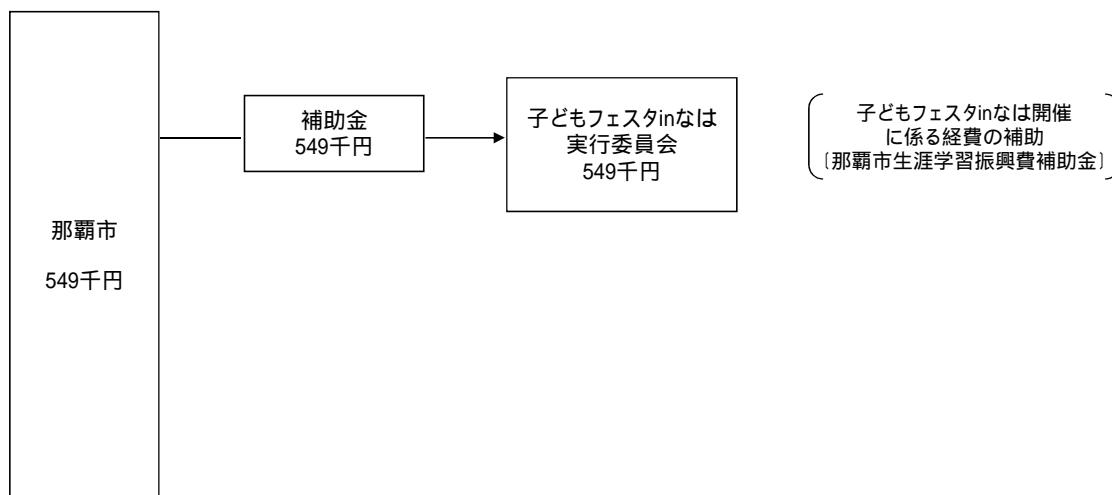 那覇市
549千円
補助金
549千円
子どもフェスタinなは
実行委員会
549千円
子どもフェスタinなは開催
に係る経費の補助
〔那覇市生涯学習振興費補助金〕